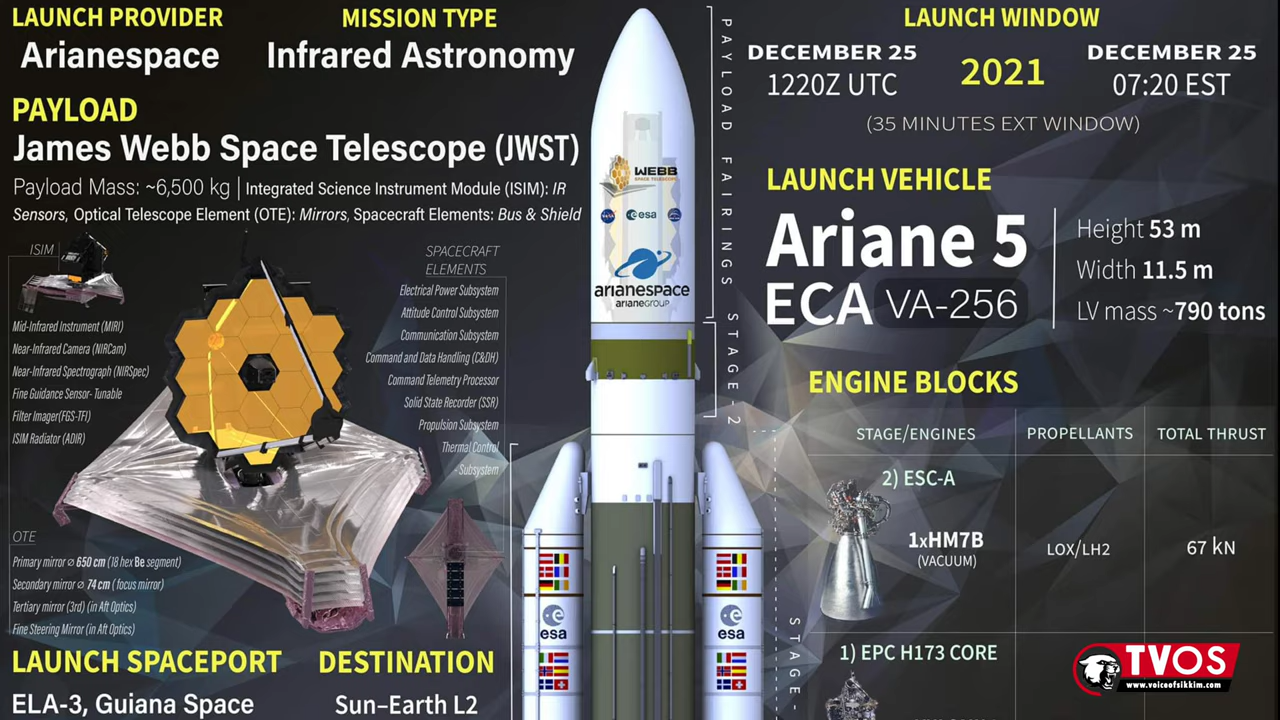 LAUNCH PROVIDER
Arianespace
MISSION TYPE
Infrared Astronomy
PAYLOAD
James Webb Space Telescope (JWST)
Payload Mass: ~6,500 kg | Integrated Science Instrument Module (ISIM): IR
Sensors, Optical Telescope Element (OTE): Mirrors, Spacecraft Elements: Bus & Shield
ISIM
Mid-Infrared Instrument (MIRI)
Near-Infrared Camera (NIRCam)
Near-Infrared Spectrograph (NIRSpec)
Fine Guidance Sensor- Tunable
Filter Imager(FGS-TFI)
ISIM Radiator (ADIR)
SPACECRAFT
ELEMENTS
Electrical Power Subsystem
Attitude Control Subsystem
Communication Subsystem
Command and Data Handling (C&DH)
Command Telemetry Processor
Solid State Recorder (SSR)
Propulsion Subsystem
Thermal Control
- Subsystem
OTE
Primary mirror ⌀ 650 cm (18 hex Be segment)
Secondary mirror ⌀ 74 cm ( focus mirror)
Tertiary mirror (3rd) (in Aft Optics)
Fine Steering Mirror (in Aft Optics)
LAUNCH SPACEPORT
ELA-3, Guiana Space
DESTINATION
Sun–Earth L2
WEBB
SPACE TELESCOPE
NASA
esa
arianespace
arianeGROUP
esa
esa
PAYLOAD FAIRINGS
STAGE-2
STAGE-
LAUNCH WINDOW
DECEMBER 25
1220Z UTC
2021
DECEMBER 25
07:20 EST
(35 MINUTES EXT WINDOW)
LAUNCH VEHICLE
Ariane 5
ECA VA-256
Height 53 m
Width 11.5 m
LV mass ~790 tons
ENGINE BLOCKS
STAGE/ENGINES PROPELLANTS TOTAL THRUST
2) ESC-A
1xHM7B
(VACUUM)
LOX/LH2
67 kN
1) EPC H173 CORE
TVOS
www.voiceofsikkim.com